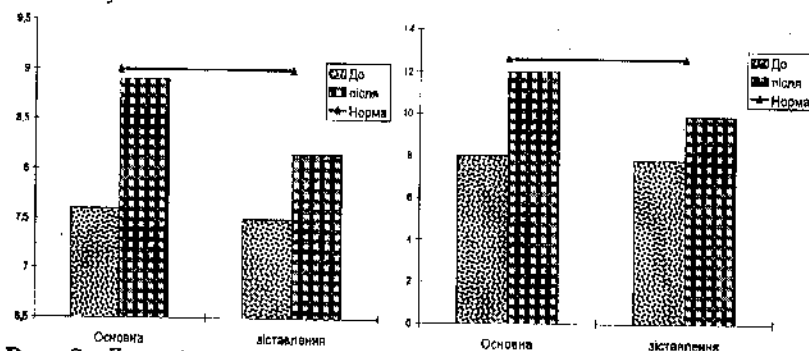 9,5
9
8,5
8
7,5
7
6,5
До
після
Норма
Основна
зіставлення
14
12
10
8
6
4
2
0
До
після
Норма
Основна
зіставлення